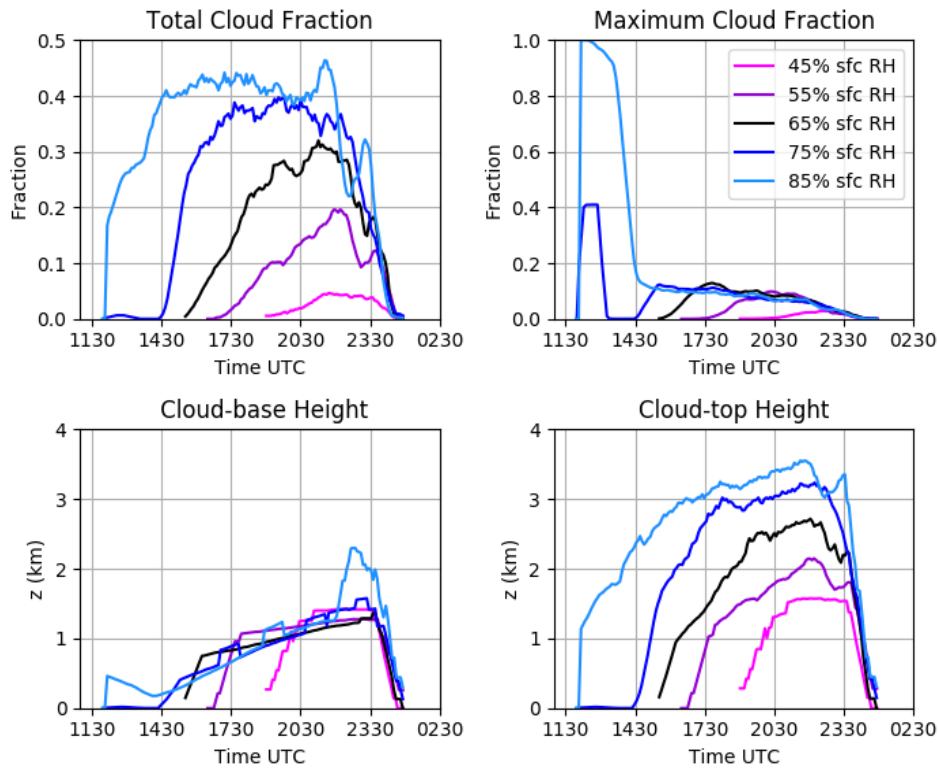 Total Cloud Fraction
Maximum Cloud Fraction
0.5
0.4
0.3
0.2
0.1
0.0
Fraction
1130 1430 1730 2030 2330 0230
Time UTC
1.0
0.8
0.6
0.4
0.2
0.0
Fraction
45% sfc RH
55% sfc RH
65% sfc RH
75% sfc RH
85% sfc RH
1130 1430 1730 2030 2330 0230
Time UTC
Cloud-base Height
Cloud-top Height
4
3
2
1
0
z (km)
1130 1430 1730 2030 2330 0230
Time UTC
4
3
2
1
0
z (km)
1130 1430 1730 2030 2330 0230
Time UTC